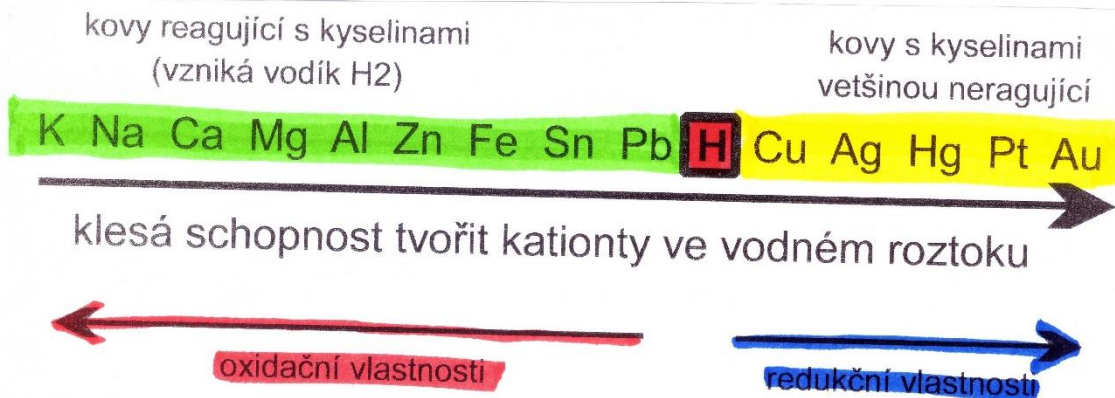 kovy reagující s kyselinami
(vzniká vodík H2)
kovy s kyselinami
vetšinou neragující
K Na Ca Mg Al Zn Fe Sn Pb H Cu Ag Hg Pt Au
klesá schopnost tvořit kationty ve vodném roztoku
oxidační vlastnosti
redukční vlastnosti